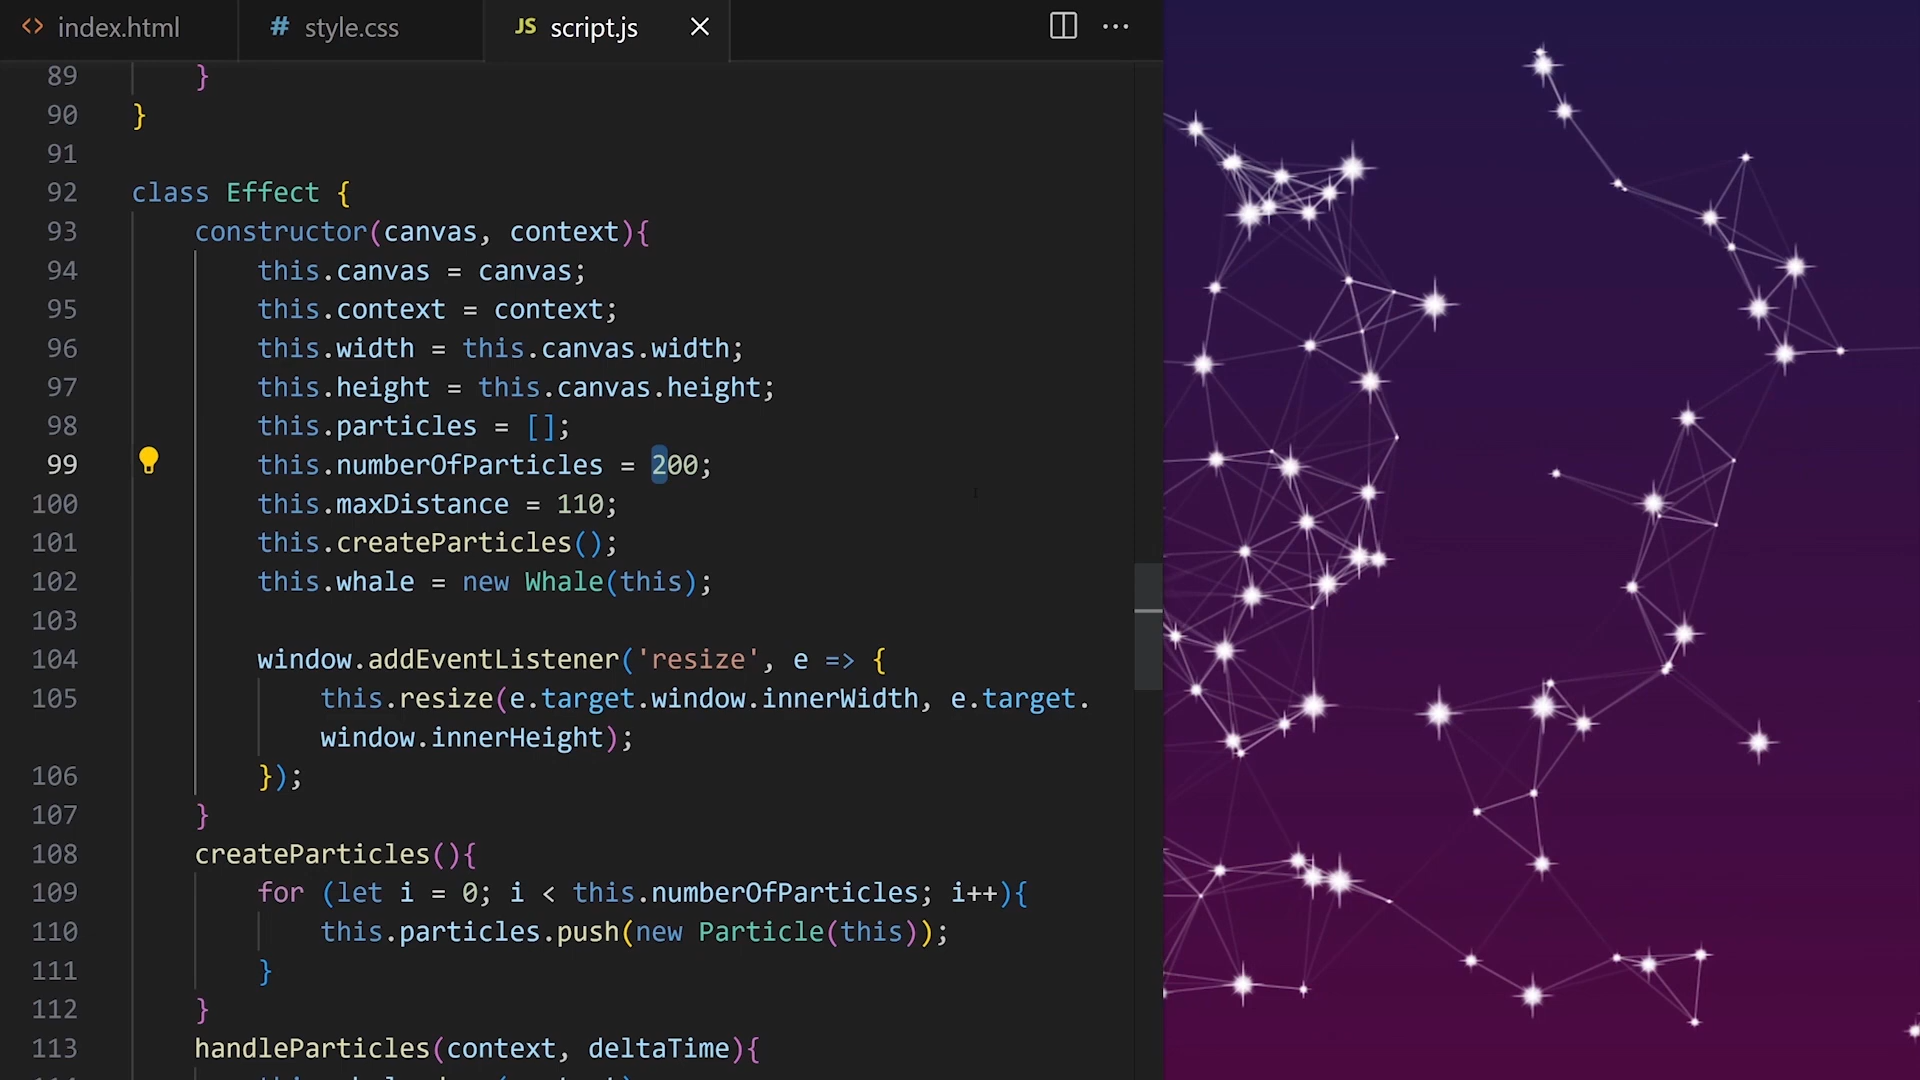 index.html
# style.css
JS script.js
89 }
90 }
91
92 class Effect {
93 constructor(canvas, context){
94 this.canvas = canvas;
95 this.context = context;
96 this.width = this.canvas.width;
97 this.height = this.canvas.height;
98 this.particles = [];
99 this.numberOfParticles = 200;
100 this.maxDistance = 110;
101 this.createParticles();
102 this.whale = new Whale(this);
103
104 window.addEventListener('resize', e => {
105 this.resize(e.target.window.innerWidth, e.target.
window.innerHeight);
106 });
107 }
108 createParticles(){
109 for (let i = 0; i < this.numberOfParticles; i++){
110 this.particles.push(new Particle(this));
111 }
112 }
113 handleParticles(context, deltaTime){